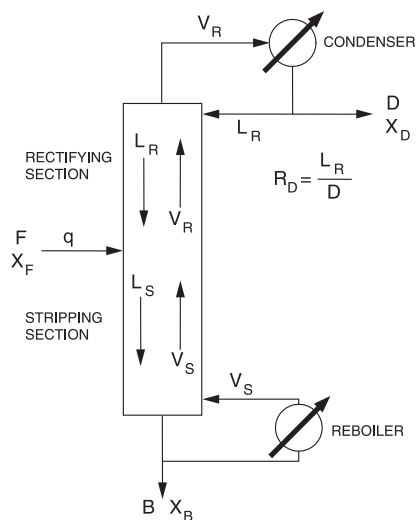 V_R
CONDENSER
D
L_R
X_D
L_R
RECTIFYING
SECTION
R_D = L_R / D
V_R
F q
X_F
L_S
STRIPPING
SECTION
V_S
V_S
REBOILER
B X_B